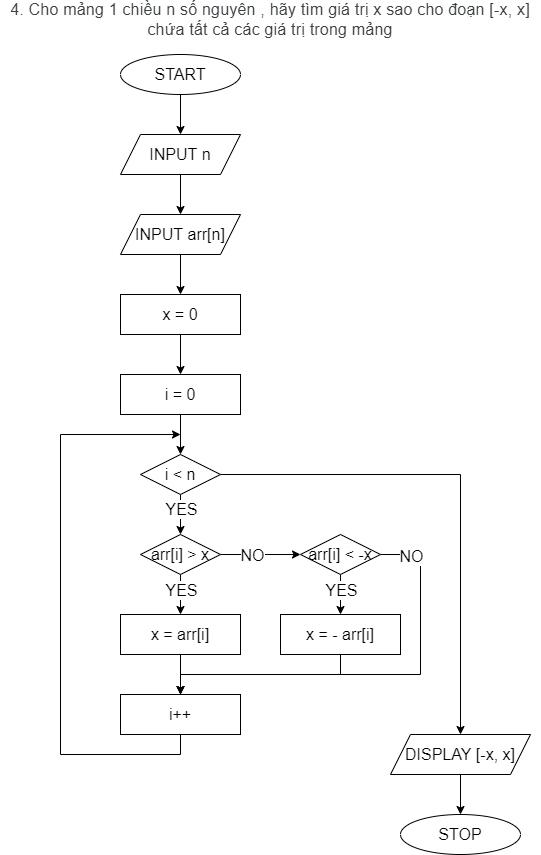 4. Cho mảng 1 chiều n số nguyên , hãy tìm giá trị x sao cho đoạn [-x, x]
chứa tất cả các giá trị trong mảng
START
INPUT n
INPUT arr[n]
x = 0
i = 0
i < n
YES
arr[i] > x
NO
arr[i] < -x
NO
YES
YES
x = arr[i]
x = - arr[i]
i++
DISPLAY [-x, x]
STOP